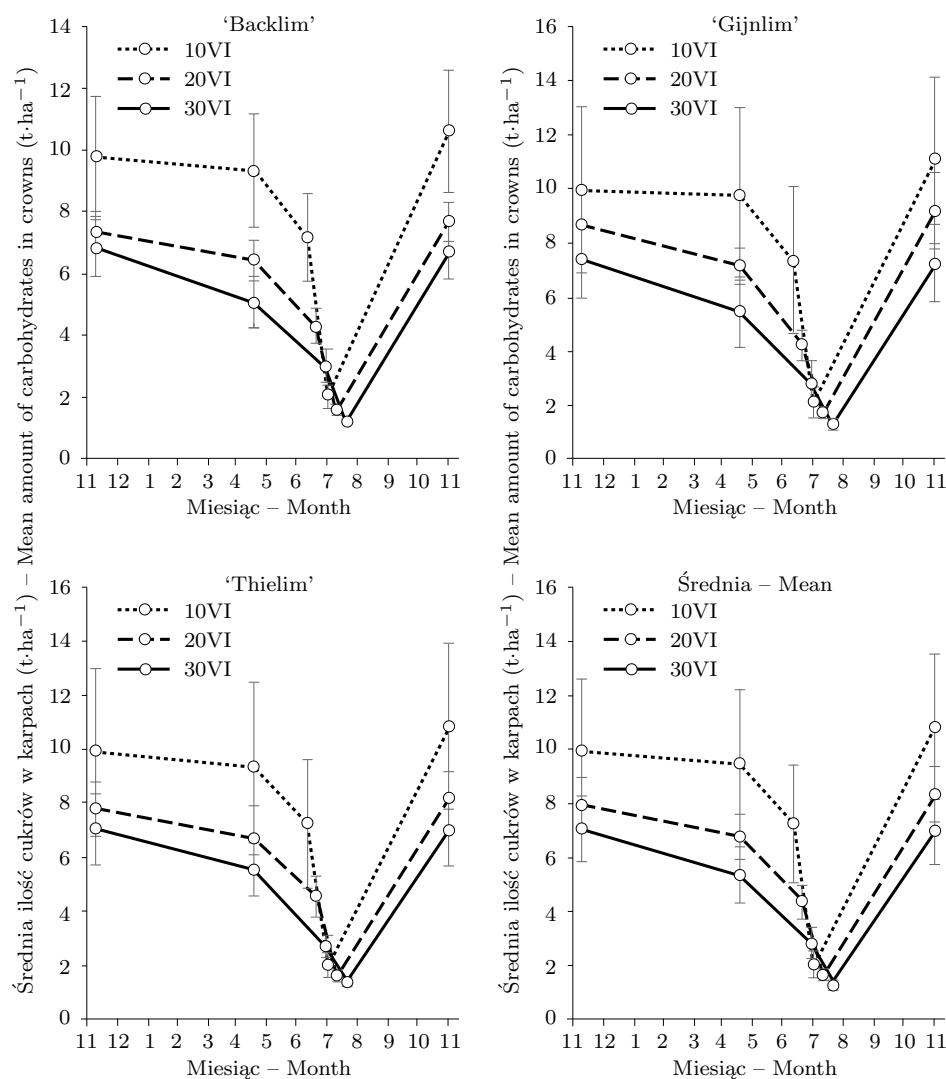 ‘Backlim’
10VI
20VI
30VI
14
12
10
8
6
4
2
0
11 12 1 2 3 4 5 6 7 8 9 10 11
Miesiąc – Month
‘Gijnlim’
10VI
20VI
30VI
16
14
12
10
8
6
4
2
0
11 12 1 2 3 4 5 6 7 8 9 10 11
Miesiąc – Month
‘Thielim’
10VI
20VI
30VI
16
14
12
10
8
6
4
2
0
11 12 1 2 3 4 5 6 7 8 9 10 11
Miesiąc – Month
Średnia – Mean
10VI
20VI
30VI
16
14
12
10
8
6
4
2
0
11 12 1 2 3 4 5 6 7 8 9 10 11
Miesiąc – Month
Średnia ilość cukrów w karpach (t·ha⁻¹) – Mean amount of carbohydrates in crowns (t·ha⁻¹)
Średnia ilość cukrów w karpach (t·ha⁻¹) – Mean amount of carbohydrates in crowns (t·ha⁻¹)